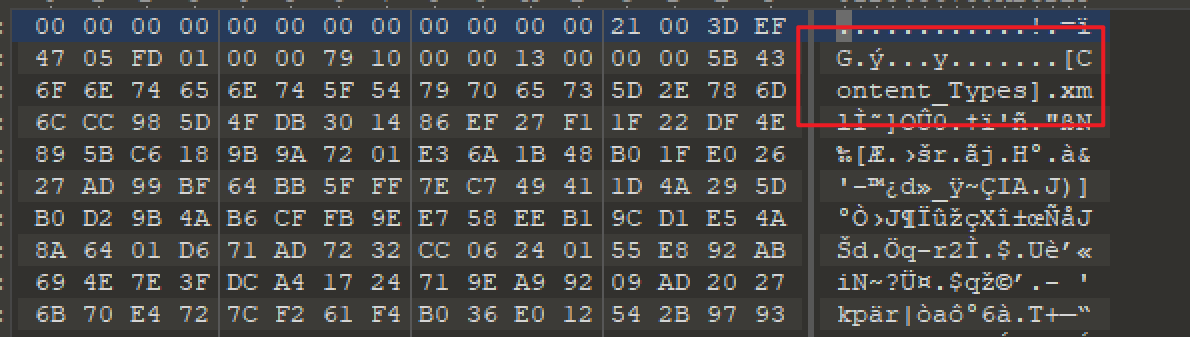 00 00 00 00 00 00 00 00 00 00 00 00 21 00 3D EF .............!.=ï
47 05 FD 01 00 00 79 10 00 00 13 00 00 00 5B 43 G.ý...y.......[C
6F 6E 74 65 6E 74 5F 54 79 70 65 73 5D 2E 78 6D ontent_Types].xm
6C CC 98 5D 4F DB 30 14 86 EF 27 F1 1F 22 DF 4E lÌ˜]OÛ0.†ï'ñ."ßN
89 5B C6 18 9B 9A 72 01 E3 6A 1B 48 B0 1F E0 26 ‰[Æ.›šr.ãj.H°.à&
27 AD 99 BF 64 BB 5F FF 7E C7 49 41 1D 4A 29 5D '-™¿d»_ÿ~ÇIA.J)]
B0 D2 9B 4A B6 CF FB 9E E7 58 EE B1 9C D1 E5 4A °Ò›J¶ÏûžçXî±œÑåJ
8A 64 01 D6 71 AD 72 32 CC 06 24 01 55 E8 92 AB Šd.Öq-r2Ì.$.Uè’«
69 4E 7E 3F DC A4 17 24 71 9E A9 92 09 AD 20 27 iN~?Ü¤.$qž©’.- '
6B 70 E4 72 7C F2 61 F4 B0 36 E0 12 54 2B 97 93 kpär|òaô°6à.T+—“